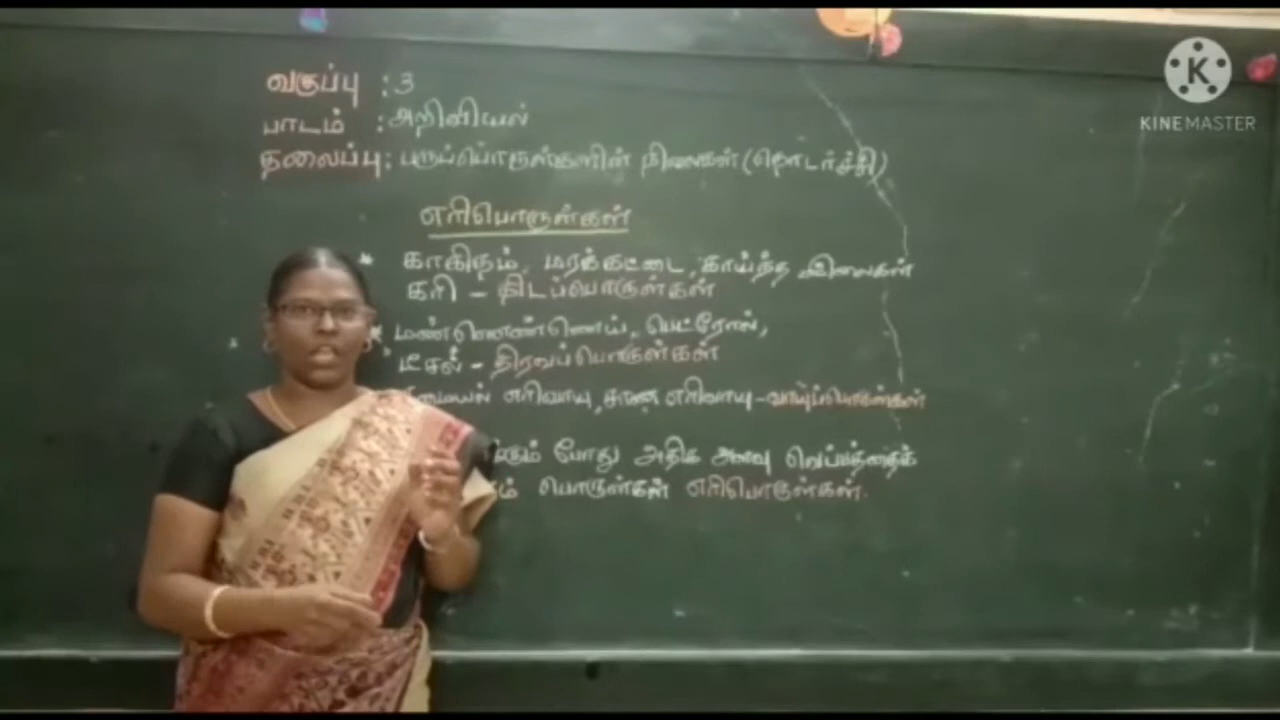 வகுப்பு : 3
பாடம் : அறிவியல்
தலைப்பு : பருப்பொருள்களின் நிலைகள் (தொடர்ச்சி)
எரிபொருள்கள்
* காகிதம், மரக்கட்டை, காய்ந்த இலைகள்
கரி - திடப்பொருள்கள்
* மண்ணெண்ணெய், பெட்ரோல்,
டீசல் - திரவப்பொருள்கள்
எரிவாயு, சாண எரிவாயு - வாயுப்பொருள்கள்
போது அதிக அளவு வெப்பத்தைக்
பொருள்கள் எரிபொருள்கள்.
KINEMASTER